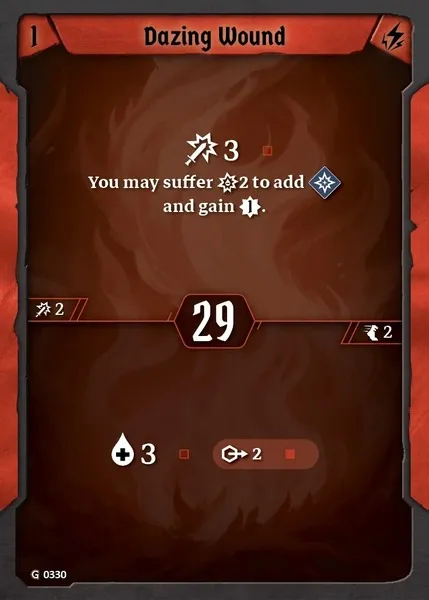 1 Dazing Wound
3
You may suffer 2 to add
and gain 1.
2
29
2
3 2
G 0330